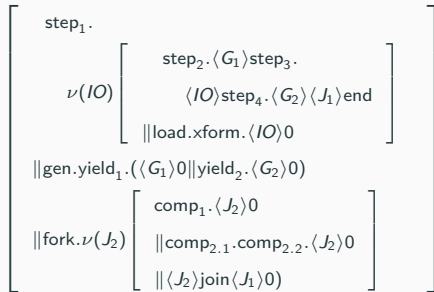 step₁.
ν(IO) step₂.⟨G₁⟩step₃.
⟨IO⟩step₄.⟨G₂⟩⟨J₁⟩end
∥load.xform.⟨IO⟩0
∥gen.yield₁.(⟨G₁⟩0∥yield₂.⟨G₂⟩0)
∥fork.ν(J₂) comp₁.⟨J₂⟩0
∥comp₂.₁.comp₂.₂.⟨J₂⟩0
∥⟨J₂⟩join⟨J₁⟩0)